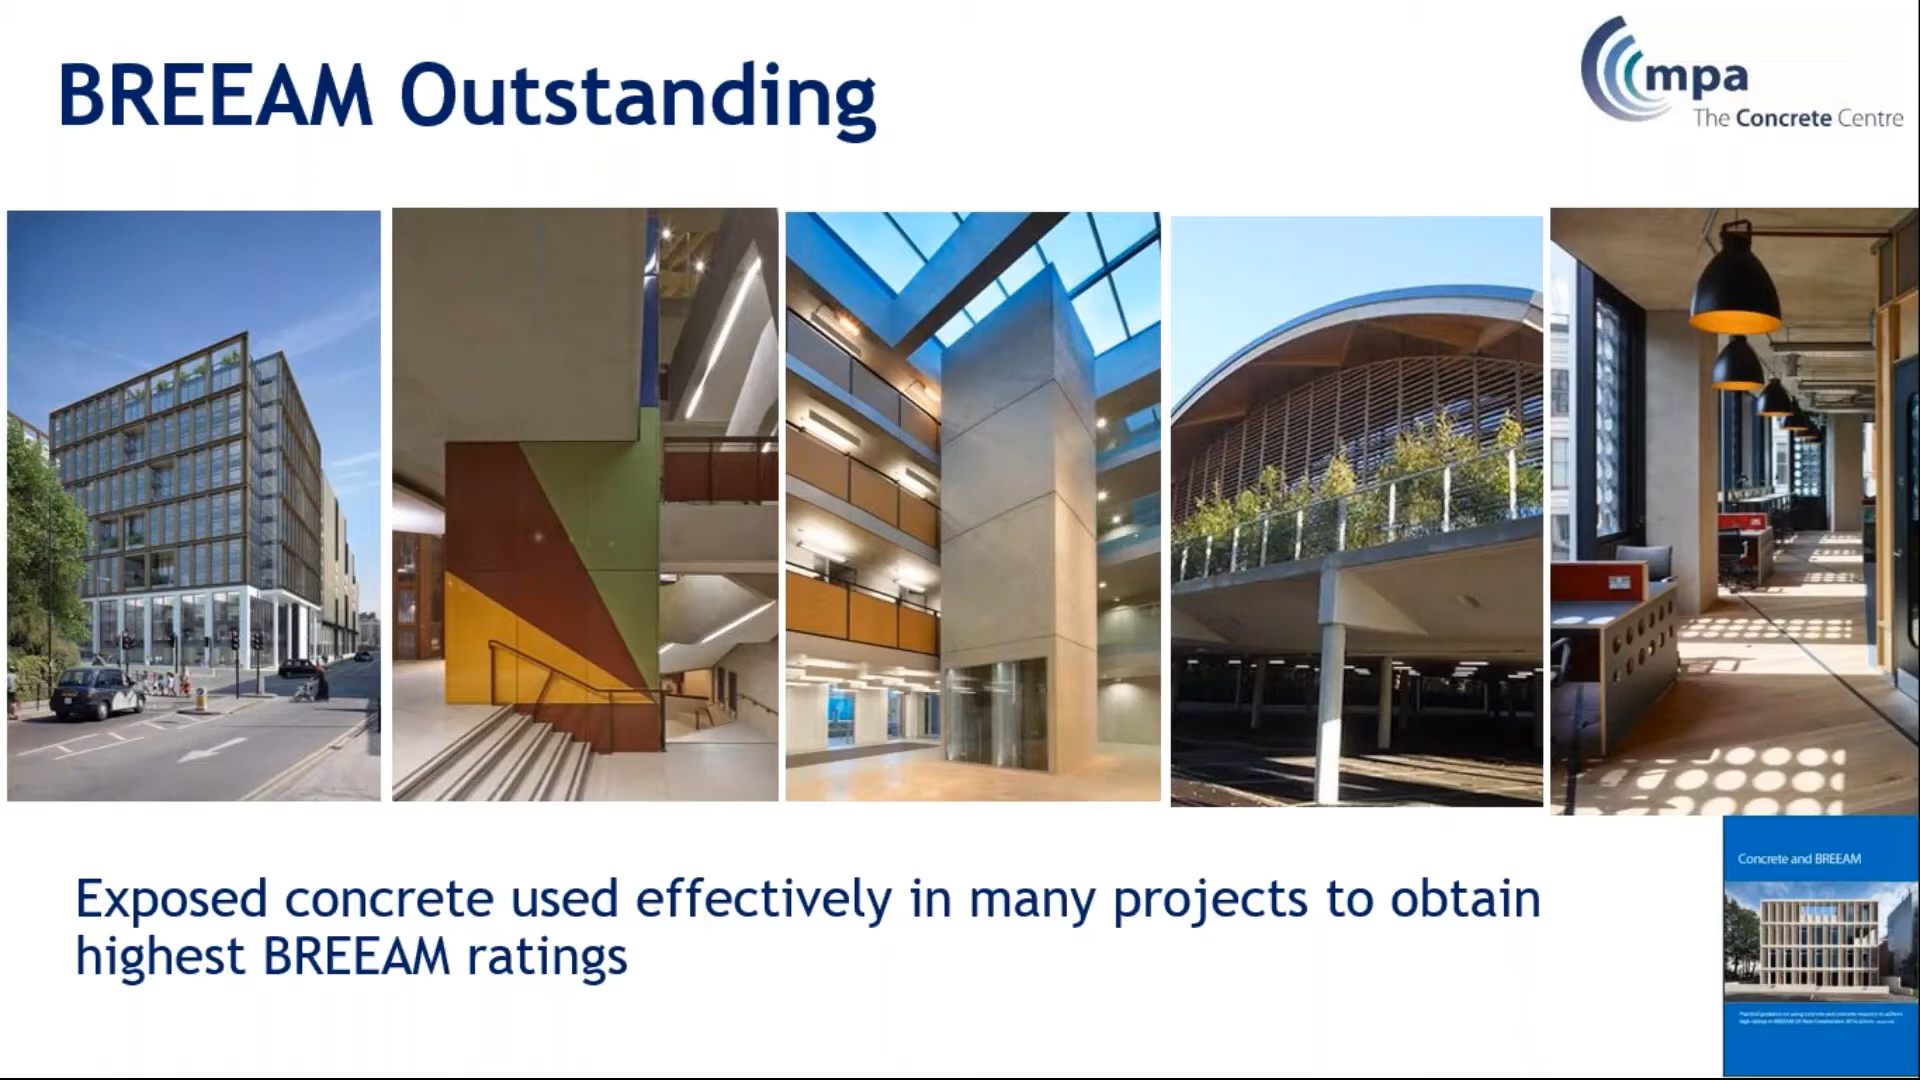 BREEAM Outstanding
mpa
The Concrete Centre
Exposed concrete used effectively in many projects to obtain
highest BREEAM ratings
Concrete and BREEAM